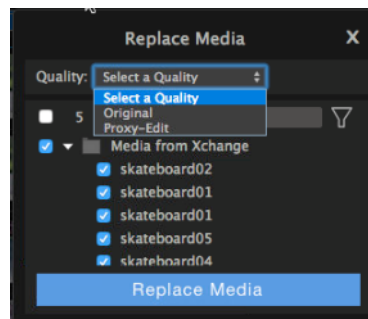 Replace Media X
Quality: Select a Quality
Select a Quality
Original
Proxy-Edit
5
Media from Xchange
skateboard02
skateboard01
skateboard01
skateboard05
skateboard04
Replace Media